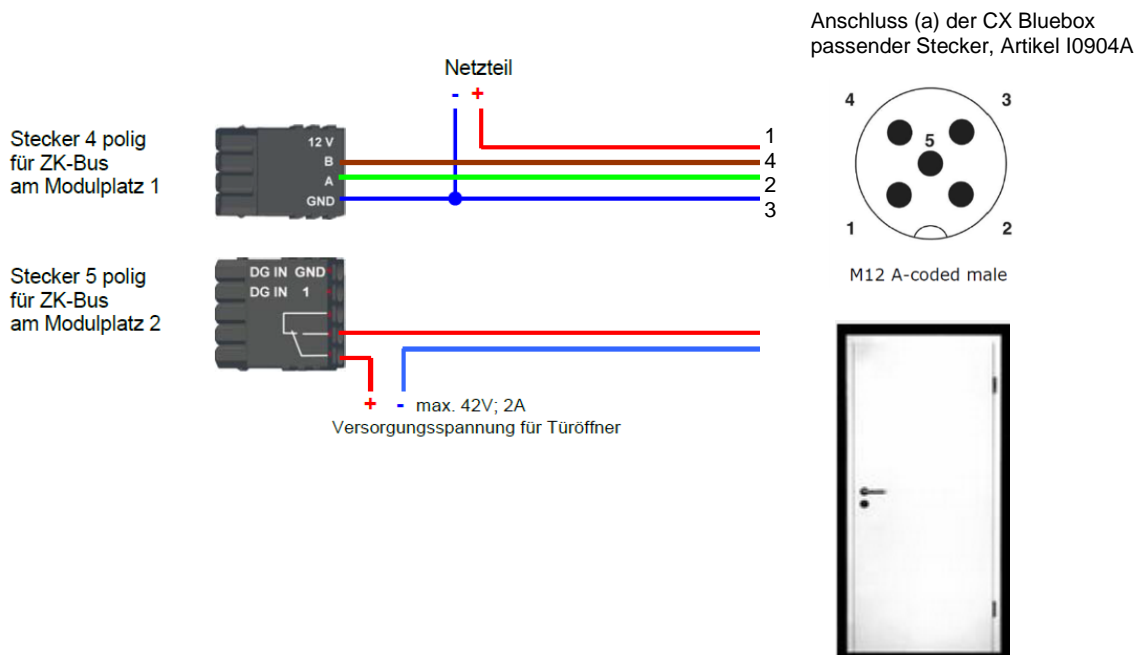 Anschluss (a) der CX Bluebox
passender Stecker, Artikel I0904A
Netzteil
- +
4
3
5
1
2
M12 A-coded male
Stecker 4 polig
für ZK-Bus
am Modulplatz 1
12 V
B
A
GND
1
4
2
3
Stecker 5 polig
für ZK-Bus
am Modulplatz 2
DG IN GND
DG IN 1
+ - max. 42V; 2A
Versorgungsspannung für Türöffner